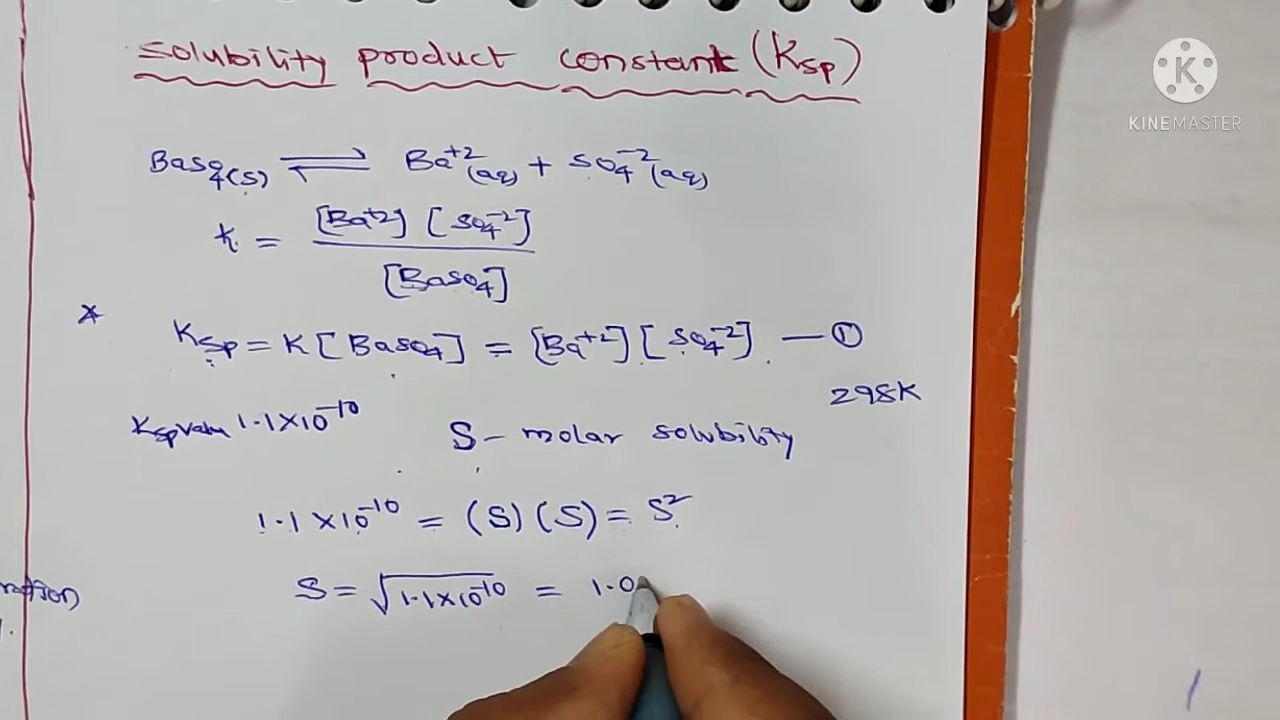 solubility product constant (Ksp)
K
KINEMASTER
BaSO4(s) ⇌ Ba+2(aq) + SO4-2(aq)
K = [Ba+2] [SO4-2] / [BaSO4]
* Ksp = K [BaSO4] = [Ba+2] [SO4-2] — ①
298K
Ksp 1.1×10-10 S - molar solubility
1.1×10-10 = (S) (S) = S2
S = √1.1×10-10 = 1.0